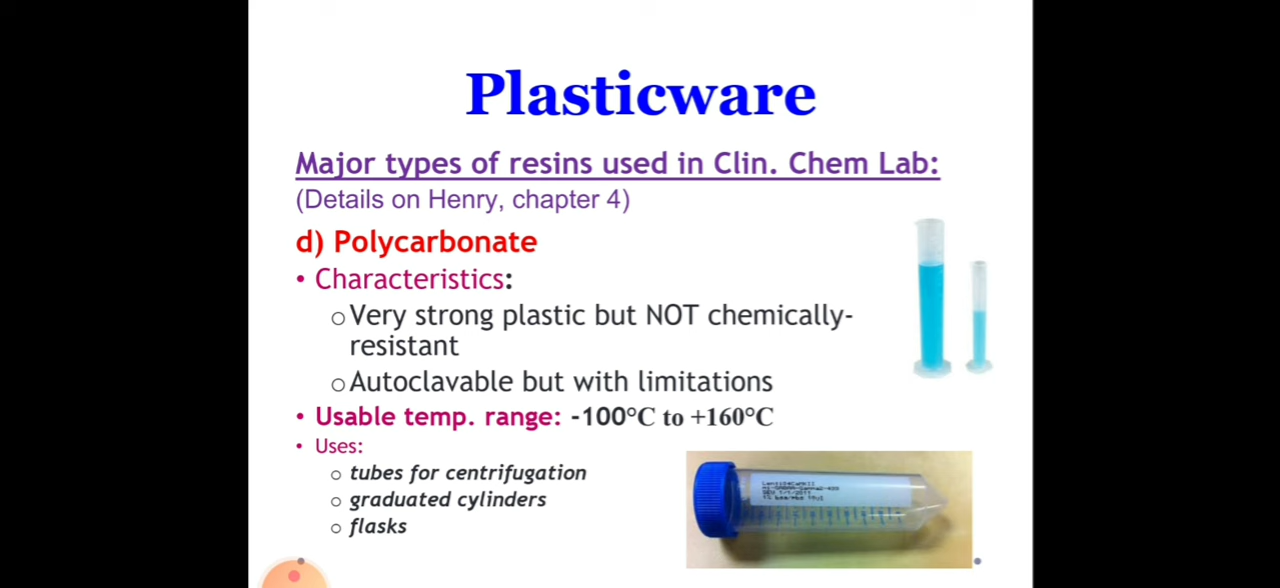 Plasticware
Major types of resins used in Clin. Chem Lab:
(Details on Henry, chapter 4)
d) Polycarbonate
• Characteristics:
o Very strong plastic but NOT chemically-
resistant
o Autoclavable but with limitations
• Usable temp. range: -100°C to +160°C
• Uses:
o tubes for centrifugation
o graduated cylinders
o flasks